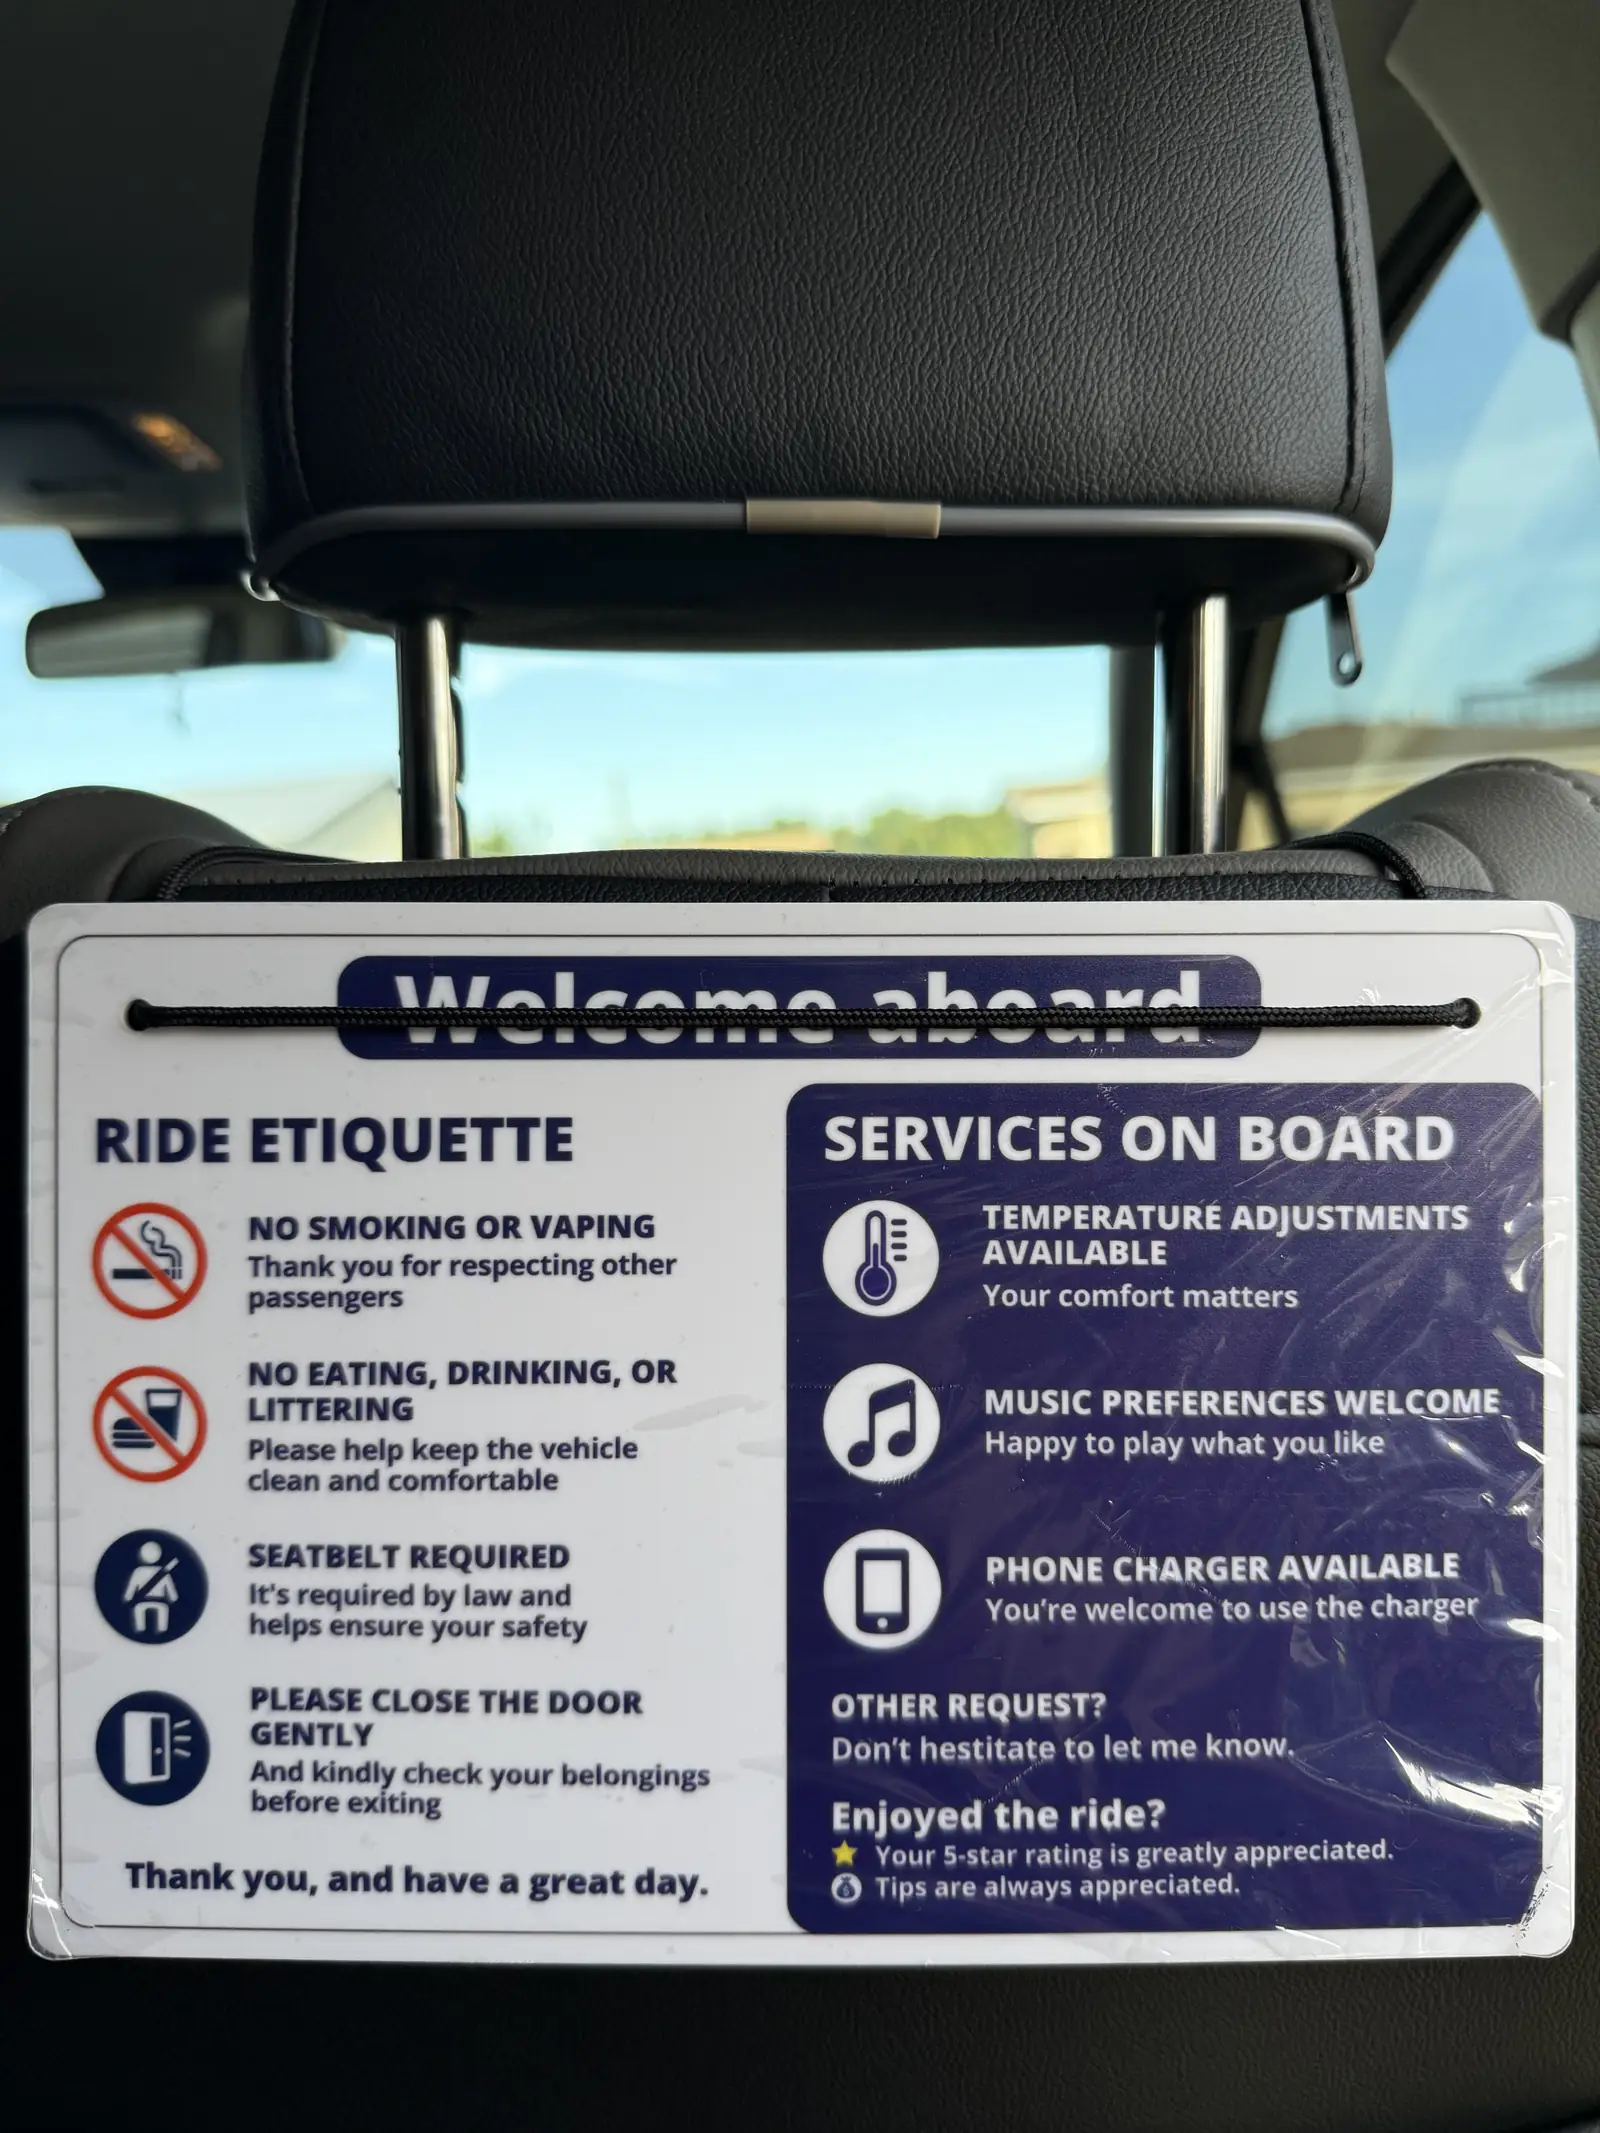 Welcome aboard
RIDE ETIQUETTE
NO SMOKING OR VAPING
Thank you for respecting other
passengers
NO EATING, DRINKING, OR
LITTERING
Please help keep the vehicle
clean and comfortable
SEATBELT REQUIRED
It's required by law and
helps ensure your safety
PLEASE CLOSE THE DOOR
GENTLY
And kindly check your belongings
before exiting
Thank you, and have a great day.
SERVICES ON BOARD
TEMPERATURE ADJUSTMENTS
AVAILABLE
Your comfort matters
MUSIC PREFERENCES WELCOME
Happy to play what you like
PHONE CHARGER AVAILABLE
You're welcome to use the charger
OTHER REQUEST?
Don't hestitate to let me know.
Enjoyed the ride?
Your 5-star rating is greatly appreciated.
Tips are always appreciated.